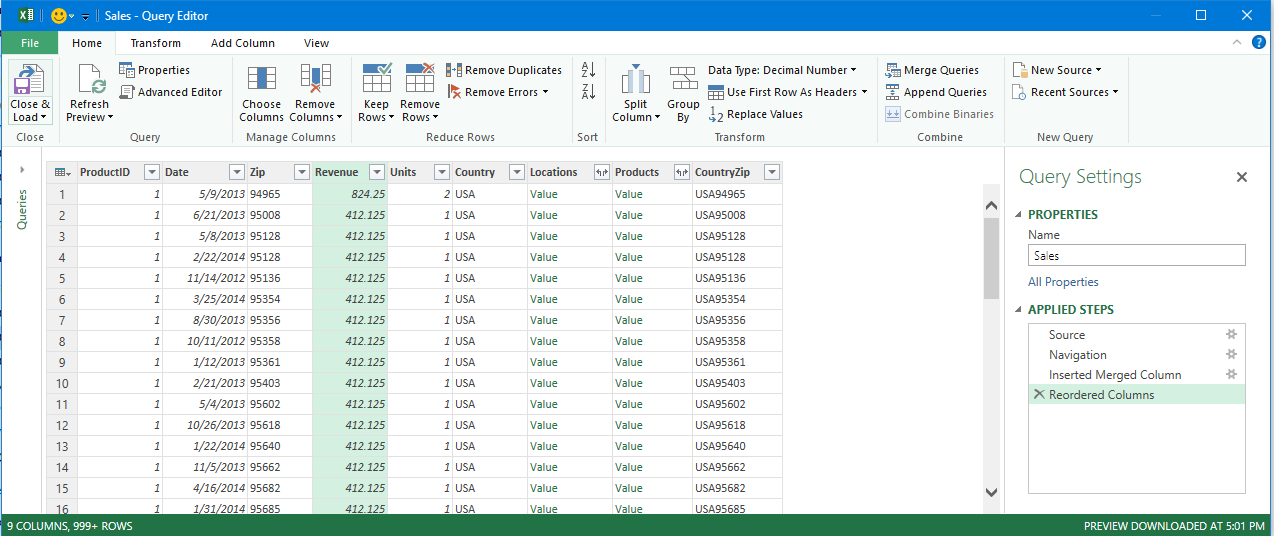 Sales - Query Editor
File Home Transform Add Column View
Close & Load
Refresh Preview
Properties
Advanced Editor
Choose Columns
Remove Columns
Keep Rows
Remove Rows
Remove Duplicates
Remove Errors
Split Column
Group By
Data Type: Decimal Number
Use First Row As Headers
Replace Values
Merge Queries
Append Queries
Combine Binaries
New Source
Recent Sources
Close Query Manage Columns Reduce Rows Sort Transform Combine New Query
Queries
ProductID Date Zip Revenue Units Country Locations Products CountryZip
1 1 5/9/2013 94965 824.25 2 USA Value Value USA94965
2 1 6/21/2013 95008 412.125 1 USA Value Value USA95008
3 1 5/8/2013 95128 412.125 1 USA Value Value USA95128
4 1 2/22/2014 95128 412.125 1 USA Value Value USA95128
5 1 11/14/2012 95136 412.125 1 USA Value Value USA95136
6 1 3/25/2014 95354 412.125 1 USA Value Value USA95354
7 1 8/30/2013 95356 412.125 1 USA Value Value USA95356
8 1 10/11/2012 95358 412.125 1 USA Value Value USA95358
9 1 1/12/2013 95361 412.125 1 USA Value Value USA95361
10 1 2/21/2013 95403 412.125 1 USA Value Value USA95403
11 1 5/4/2013 95602 412.125 1 USA Value Value USA95602
12 1 10/26/2013 95618 412.125 1 USA Value Value USA95618
13 1 1/22/2014 95640 412.125 1 USA Value Value USA95640
14 1 11/5/2013 95662 412.125 1 USA Value Value USA95662
15 1 4/16/2014 95682 412.125 1 USA Value Value USA95682
16 1 1/31/2014 95685 412.125 1 USA Value Value USA95685
Query Settings
PROPERTIES
Name
Sales
All Properties
APPLIED STEPS
Source
Navigation
Inserted Merged Column
Reordered Columns
9 COLUMNS, 999+ ROWS
PREVIEW DOWNLOADED AT 5:01 PM